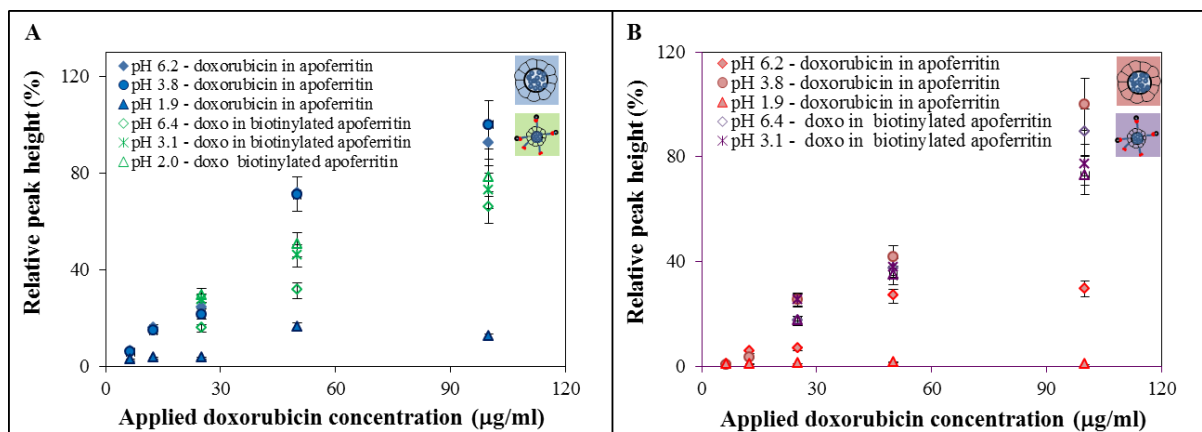 A
pH 6.2 - doxorubicin in apoferritin
pH 3.8 - doxorubicin in apoferritin
pH 1.9 - doxorubicin in apoferritin
pH 6.4 - doxo in biotinylated apoferritin
pH 3.1 - doxo in biotinylated apoferritin
pH 2.0 - doxo biotinylated apoferritin
Relative peak height (%)
120
80
40
0
0 30 60 90 120
Applied doxorubicin concentration (µg/ml)
B
pH 6.2 - doxorubicin in apoferritin
pH 3.8 - doxorubicin in apoferritin
pH 1.9 - doxorubicin in apoferritin
pH 6.4 - doxo in biotinylated apoferritin
pH 3.1 - doxo in biotinylated apoferritin
Relative peak height (%)
120
80
40
0
0 30 60 90 120
Applied doxorubicin concentration (µg/ml)